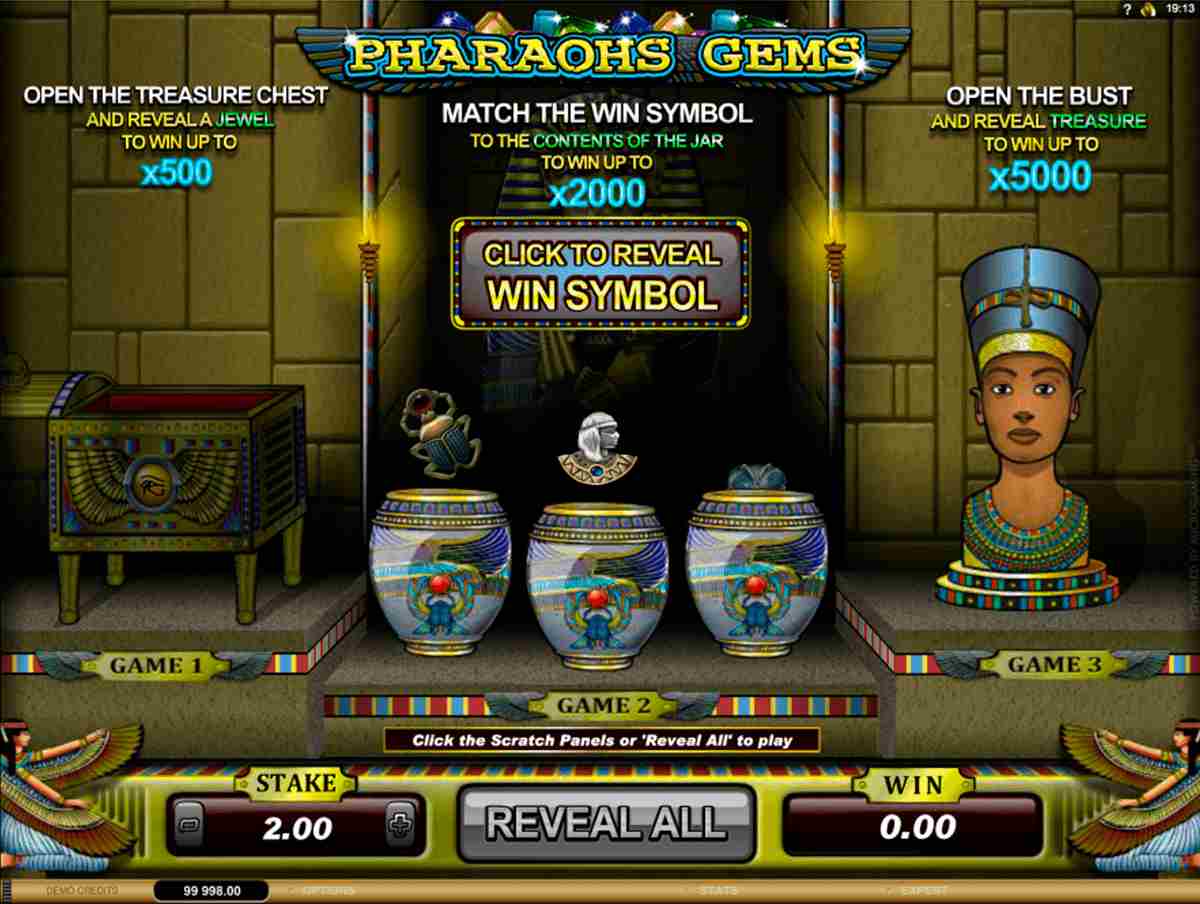 ? 19:13
PHARAOHS GEMS
OPEN THE TREASURE CHEST
AND REVEAL A JEWEL
TO WIN UP TO
x500
MATCH THE WIN SYMBOL
TO THE CONTENTS OF THE JAR
TO WIN UP TO
x2000
OPEN THE BUST
AND REVEAL TREASURE
TO WIN UP TO
x5000
CLICK TO REVEAL
WIN SYMBOL
GAME 1
GAME 2
GAME 3
Click the Scratch Panels or 'Reveal All' to play
STAKE
2.00
REVEAL ALL
WIN
0.00
DEMO CREDITS
99 998.00
OPTIONS
STATS
EXPERT